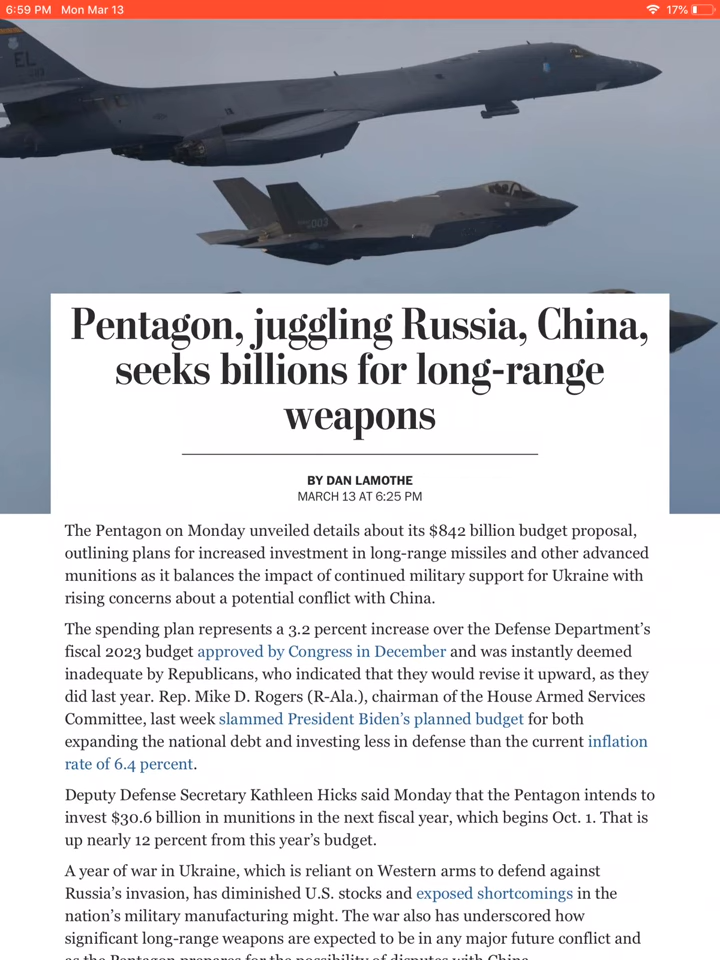 6:59 PM Mon Mar 13 17%
EL
Pentagon, juggling Russia, China,
seeks billions for long-range
weapons
BY DAN LAMOTHE
MARCH 13 AT 6:25 PM
The Pentagon on Monday unveiled details about its $842 billion budget proposal,
outlining plans for increased investment in long-range missiles and other advanced
munitions as it balances the impact of continued military support for Ukraine with
rising concerns about a potential conflict with China.
The spending plan represents a 3.2 percent increase over the Defense Department’s
fiscal 2023 budget approved by Congress in December and was instantly deemed
inadequate by Republicans, who indicated that they would revise it upward, as they
did last year. Rep. Mike D. Rogers (R-Ala.), chairman of the House Armed Services
Committee, last week slammed President Biden’s planned budget for both
expanding the national debt and investing less in defense than the current inflation
rate of 6.4 percent.
Deputy Defense Secretary Kathleen Hicks said Monday that the Pentagon intends to
invest $30.6 billion in munitions in the next fiscal year, which begins Oct. 1. That is
up nearly 12 percent from this year’s budget.
A year of war in Ukraine, which is reliant on Western arms to defend against
Russia’s invasion, has diminished U.S. stocks and exposed shortcomings in the
nation’s military manufacturing might. The war also has underscored how
significant long-range weapons are expected to be in any major future conflict and
as the Pentagon prepares for the possibility of disputes with China.